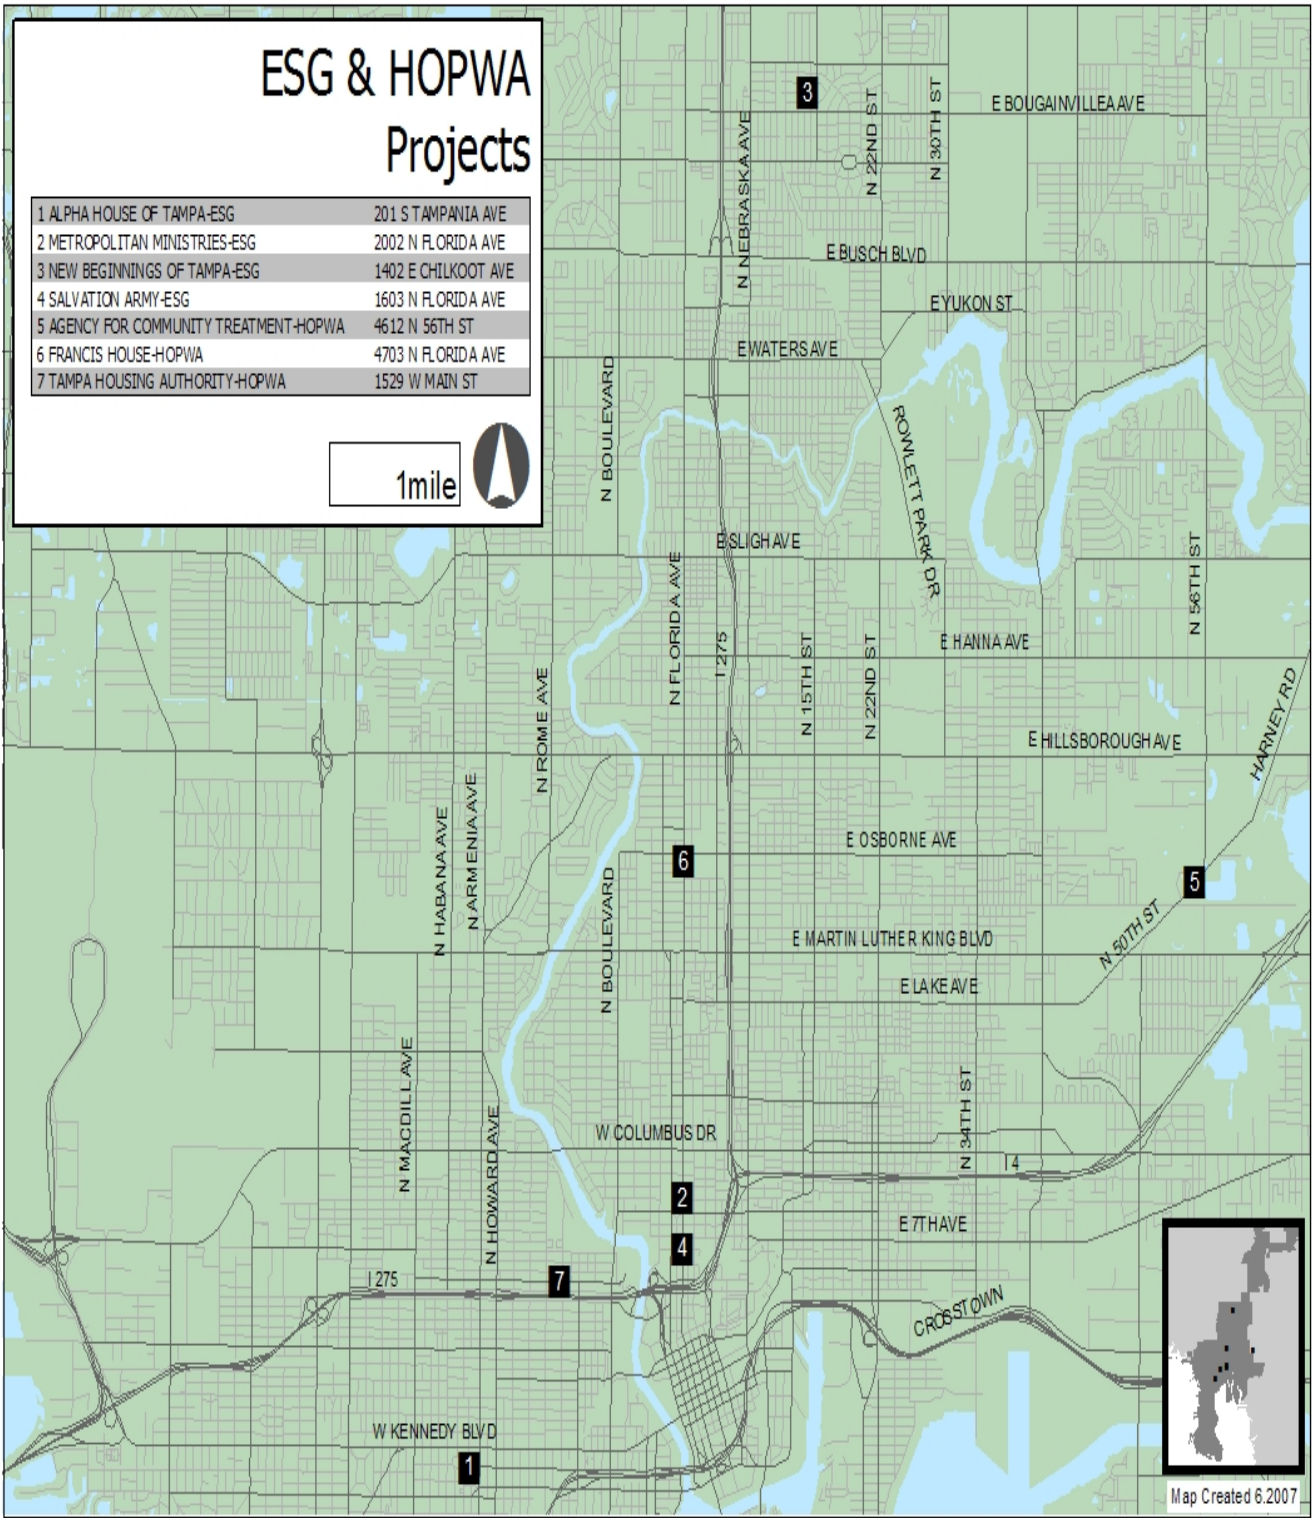 ESG & HOPWA
Projects
1 ALPHA HOUSE OF TAMPA-ESG 201 S TAMPANIA AVE
2 METROPOLITAN MINISTRIES-ESG 2002 N FLORIDA AVE
3 NEW BEGINNINGS OF TAMPA-ESG 1402 E CHILKOOT AVE
4 SALVATION ARMY-ESG 1603 N FLORIDA AVE
5 AGENCY FOR COMMUNITY TREATMENT-HOPWA 4612 N 56TH ST
6 FRANCIS HOUSE-HOPWA 4703 N FLORIDA AVE
7 TAMPA HOUSING AUTHORITY-HOPWA 1529 W MAIN ST
1mile
3
E BOUGAINVILLEA AVE
N NEBRASKA AVE
N 22ND ST
N 30TH ST
E BUSCH BLVD
E YUKON ST
E WATERS AVE
N BOULEVARD
ROWLETT PARK DR
E SLIGH AVE
N 56TH ST
N FLORIDA AVE
I 275
N 15TH ST
N 22ND ST
E HANNA AVE
N ROME AVE
HARNEY RD
E HILLSBOROUGH AVE
N HABANA AVE
N ARMENIA AVE
E OSBORNE AVE
6
5
N BOULEVARD
E MARTIN LUTHER KING BLVD
N 50TH ST
E LAKE AVE
N MACDILL AVE
N HOWARD AVE
N 34TH ST
W COLUMBUS DR
I 4
2
E 7TH AVE
4
I 275
7
CROSSTOWN
W KENNEDY BLVD
1
Map Created 6.2007